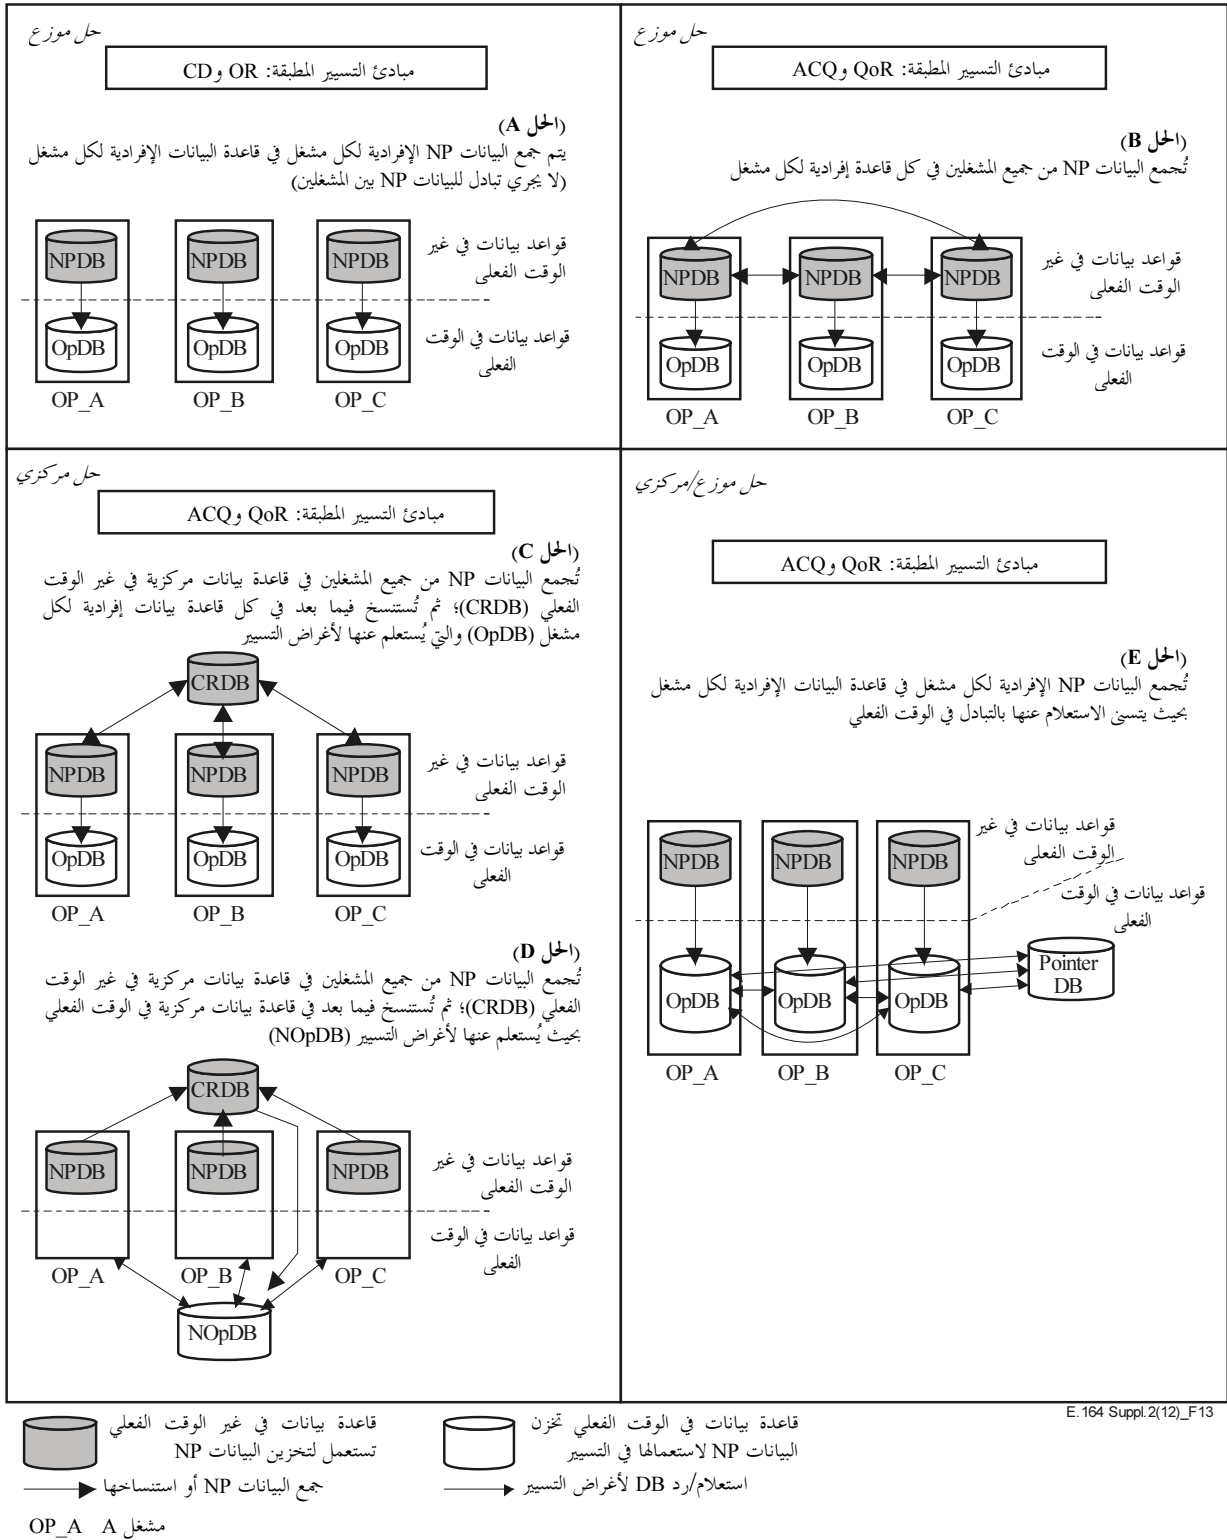 حل موزع
مبادئ التسيير المطبقة: OR وCD
(الحل A)
يتم جمع البيانات NP الإفرادية لكل مشغل في قاعدة البيانات الإفرادية لكل مشغل
(لا يجري تبادل للبيانات NP بين المشغلين)
NPDB NPDB NPDB
قواعد بيانات في غير
الوقت الفعلى
OpDB OpDB OpDB
قواعد بيانات في الوقت
الفعلى
OP_A OP_B OP_C
حل موزع
مبادئ التسيير المطبقة: QoR وACQ
(الحل B)
تُجمع البيانات NP من جميع المشغلين في كل قاعدة إفرادية لكل مشغل
NPDB NPDB NPDB
قواعد بيانات في غير
الوقت الفعلى
OpDB OpDB OpDB
قواعد بيانات في الوقت
الفعلى
OP_A OP_B OP_C
حل مركزي
مبادئ التسيير المطبقة: QoR وACQ
(الحل C)
تُجمع البيانات NP من جميع المشغلين في قاعدة بيانات مركزية في غير الوقت
الفعلي (CRDB)؛ ثم تُستنسخ فيما بعد في كل قاعدة بيانات إفرادية لكل
مشغل (OpDB) والتي يُستعلم عنها لأغراض التسيير
CRDB
NPDB NPDB NPDB
قواعد بيانات في غير
الوقت الفعلى
OpDB OpDB OpDB
قواعد بيانات في الوقت
الفعلى
OP_A OP_B OP_C
(الحل D)
تُجمع البيانات NP من جميع المشغلين في قاعدة بيانات مركزية في غير الوقت
الفعلي (CRDB)؛ ثم تُستنسخ فيما بعد في قاعدة بيانات مركزية في الوقت الفعلي
بحيث يُستعلم عنها لأغراض التسيير (NOpDB)
CRDB
NPDB NPDB NPDB
قواعد بيانات في غير
الوقت الفعلى
قواعد بيانات في الوقت
الفعلى
OP_A OP_B OP_C
NOpDB
حل موزع/مركزي
مبادئ التسيير المطبقة: QoR وACQ
(الحل E)
تُجمع البيانات NP الإفرادية لكل مشغل في قاعدة البيانات الإفرادية لكل مشغل
بحيث يتسنى الاستعلام عنها بالتبادل في الوقت الفعلي
NPDB NPDB NPDB
قواعد بيانات في غير
الوقت الفعلى
قواعد بيانات في الوقت
الفعلى
OpDB OpDB OpDB
Pointer
DB
OP_A OP_B OP_C
E.164 Suppl.2(12)_F13
قاعدة بيانات في غير الوقت الفعلي
تستعمل لتخزين البيانات NP
قاعدة بيانات في الوقت الفعلي تخزن
البيانات NP لاستعمالها في التسيير
جمع البيانات NP أو استنساخها
استعلام/رد DB لأغراض التسيير
OP_A مشغل A